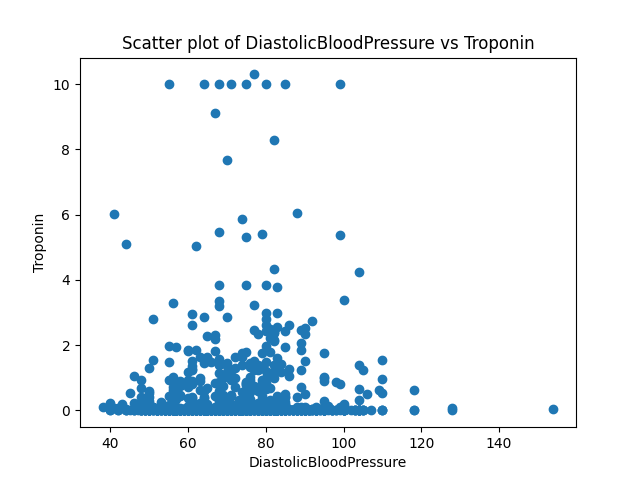 Scatter plot of DiastolicBloodPressure vs Troponin
10
8
6
4
2
0
Troponin
40 60 80 100 120 140
DiastolicBloodPressure